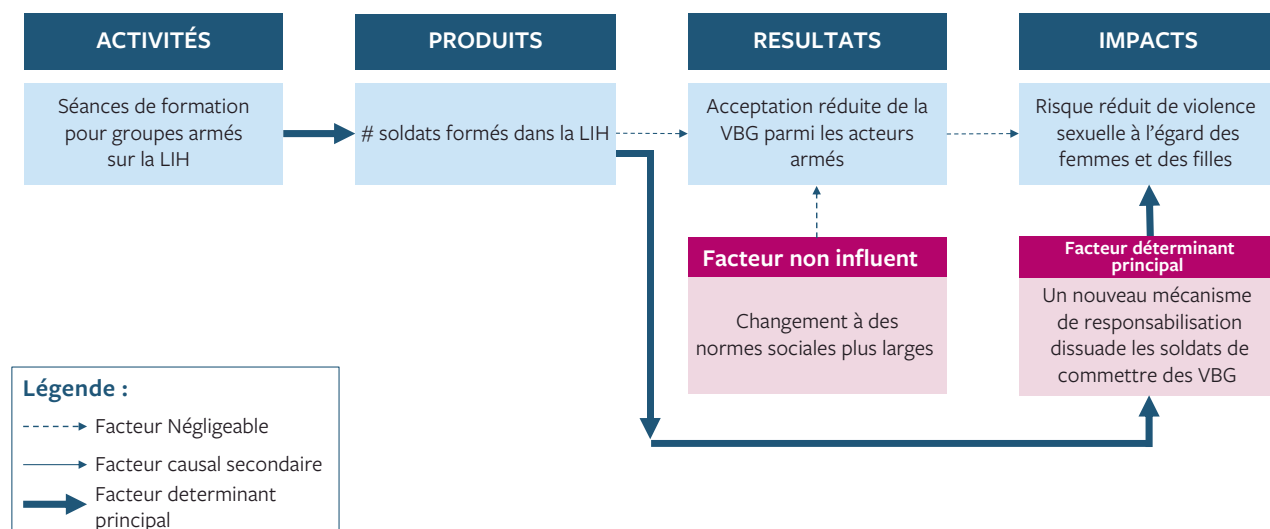 ACTIVITÉS
PRODUITS
RESULTATS
IMPACTS
Séances de formation
pour groupes armés
sur la LIH
# soldats formés dans la LIH
Acceptation réduite de la
VBG parmi les acteurs
armés
Risque réduit de violence
sexuelle à l'égard des
femmes et des filles
Facteur non influent
Changement à des
normes sociales plus larges
Facteur déterminant
principal
Un nouveau mécanisme
de responsabilisation
dissuade les soldats de
commettre des VBG
Légende :
Facteur Négligeable
Facteur causal secondaire
Facteur determinant
principal